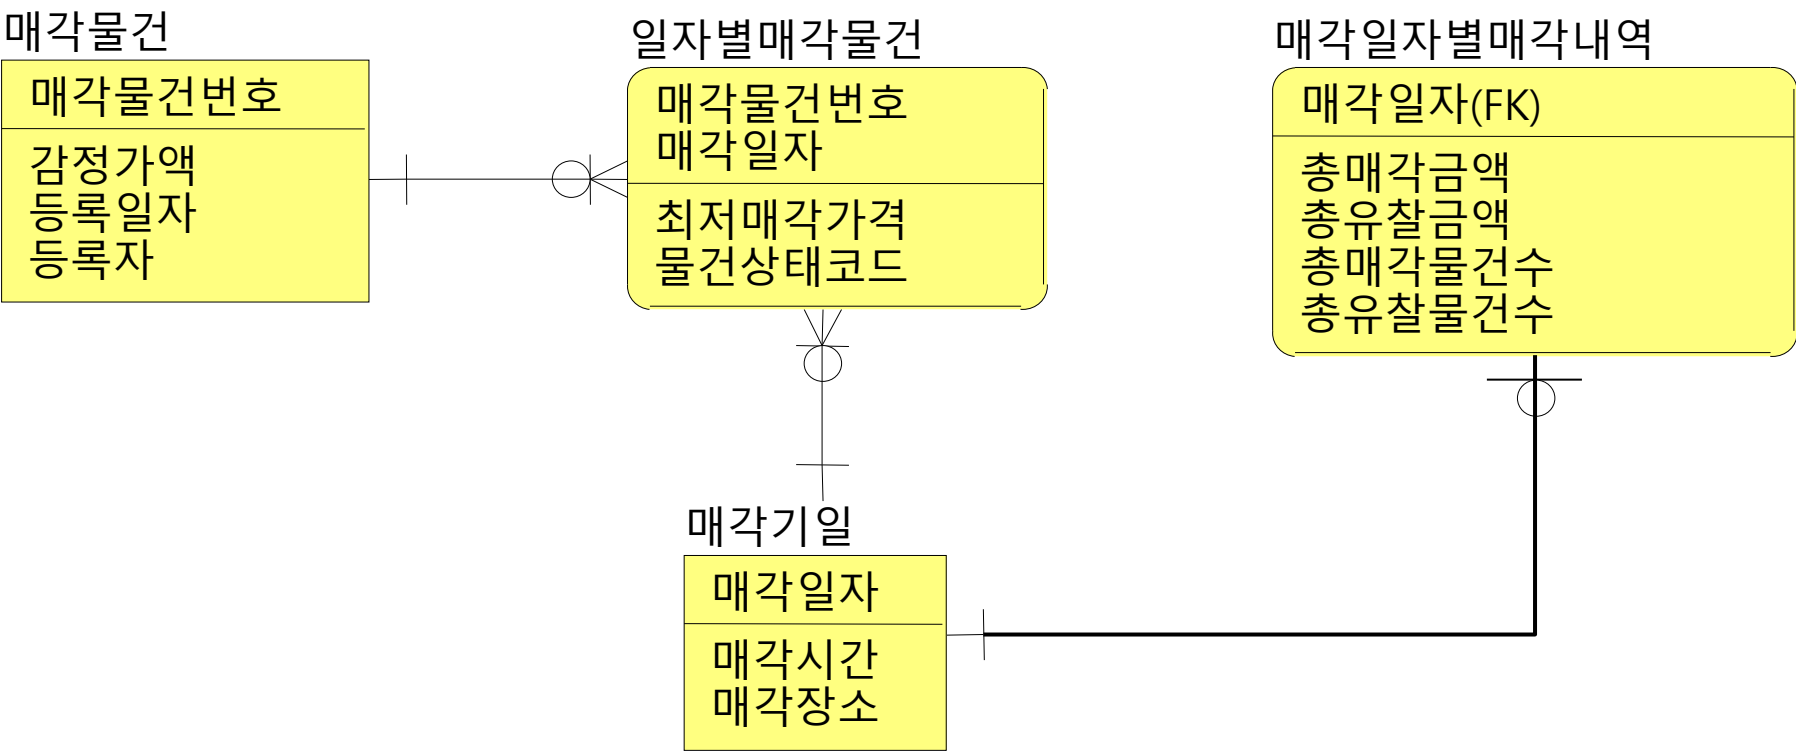 매각물건
매각물건번호
감정가액
등록일자
등록자
일자별매각물건
매각물건번호
매각일자
최저매각가격
물건상태코드
매각일자별매각내역
매각일자(FK)
총매각금액
총유찰금액
총매각물건수
총유찰물건수
매각기일
매각일자
매각시간
매각장소